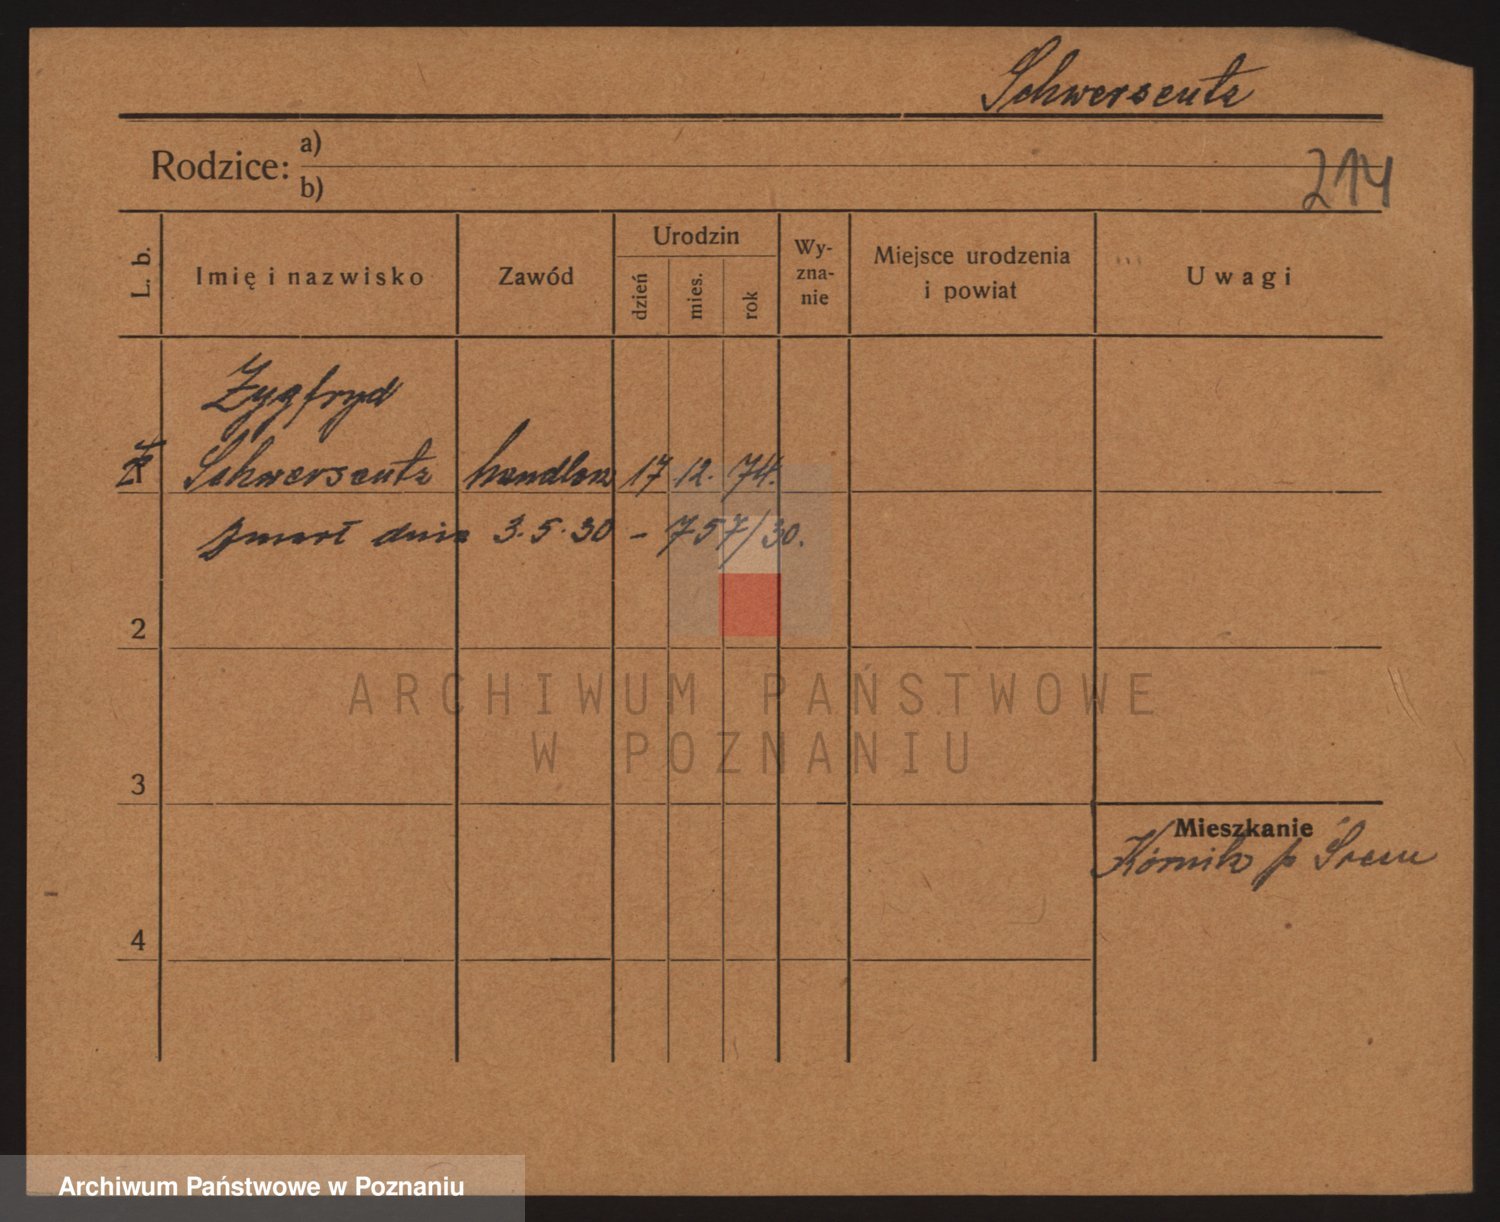 Schwersentz
Rodzice: a)
b)
214
L. b.
Imię i nazwisko
Zawód
Urodzin
dzień
mies.
rok
Wy-
zna-
nie
Miejsce urodzenia
i powiat
Uwagi
Zygfryd
Schwersentz handlarz 17 12. 74.
zmarł dnia 3.5.30 - 757/30.
2
ARCHIWUM PAŃSTWOWE
W POZNANIU
3
Mieszkanie
Kórnik p Śrem
4
Archiwum Państwowe w Poznaniu